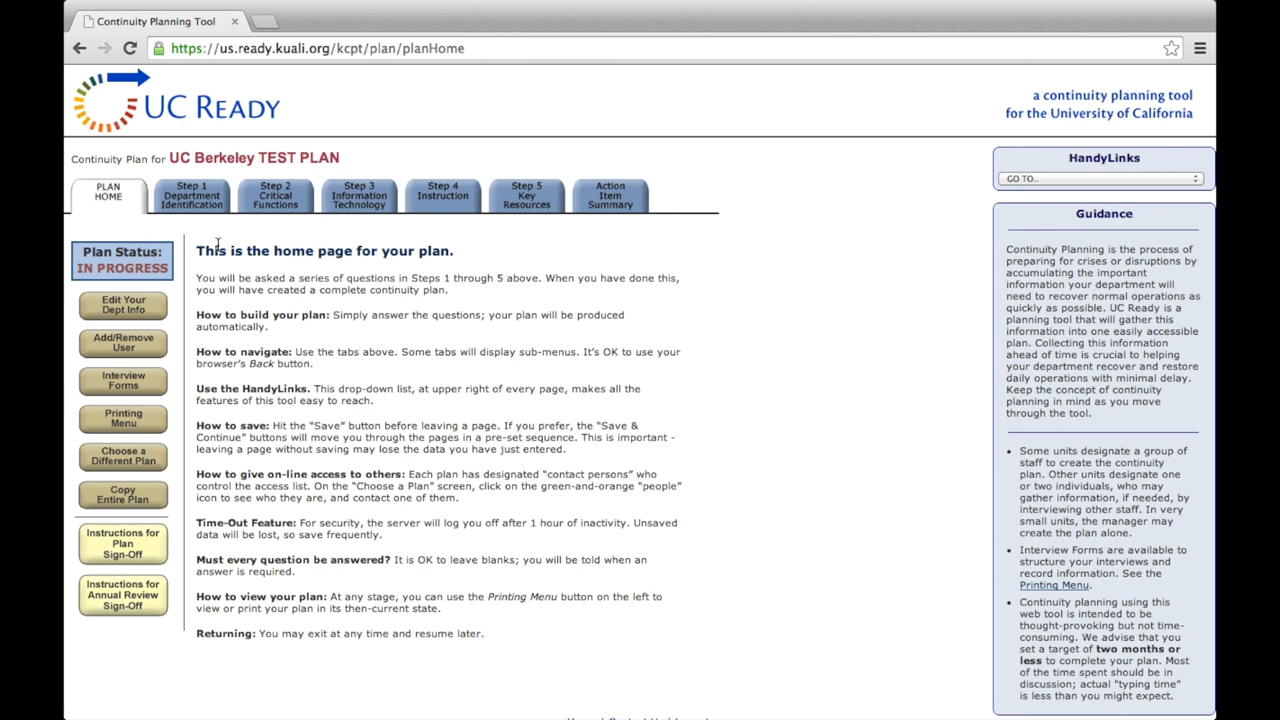 Continuity Planning Tool
https://us.ready.kuali.org/kcpt/plan/planHome
UC READY
a continuity planning tool
for the University of California
Continuity Plan for UC Berkeley TEST PLAN
PLAN
HOME
Step 1
Department
Identification
Step 2
Critical
Functions
Step 3
Information
Technology
Step 4
Instruction
Step 5
Key
Resources
Action
Item
Summary
Plan Status:
IN PROGRESS
Edit Your
Dept Info
Add/Remove
User
Interview
Forms
Printing
Menu
Choose a
Different Plan
Copy
Entire Plan
Instructions for
Plan
Sign-Off
Instructions for
Annual Review
Sign-Off
This is the home page for your plan.
You will be asked a series of questions in Steps 1 through 5 above. When you have done this,
you will have created a complete continuity plan.
How to build your plan: Simply answer the questions; your plan will be produced
automatically.
How to navigate: Use the tabs above. Some tabs will display sub-menus. It's OK to use your
browser's Back button.
Use the HandyLinks. This drop-down list, at upper right of every page, makes all the
features of this tool easy to reach.
How to save: Hit the “Save” button before leaving a page. If you prefer, the “Save &
Continue” buttons will move you through the pages in a pre-set sequence. This is important -
leaving a page without saving may lose the data you have just entered.
How to give on-line access to others: Each plan has designated “contact persons” who
control the access list. On the “Choose a Plan” screen, click on the green-and-orange “people”
icon to see who they are, and contact one of them.
Time-Out Feature: For security, the server will log you off after 1 hour of inactivity. Unsaved
data will be lost, so save frequently.
Must every question be answered? It is OK to leave blanks; you will be told when an
answer is required.
How to view your plan: At any stage, you can use the Printing Menu button on the left to
view or print your plan in its then-current state.
Returning: You may exit at any time and resume later.
HandyLinks
GO TO..
Guidance
Continuity Planning is the process of
preparing for crises or disruptions by
accumulating the important
information your department will
need to recover normal operations as
quickly as possible. UC Ready is a
planning tool that will gather this
information into one easily accessible
plan. Collecting this information
ahead of time is crucial to helping
your department recover and restore
daily operations with minimal delay.
Keep the concept of continuity
planning in mind as you move
through the tool.
• Some units designate a group of
staff to create the continuity
plan. Other units designate one
or two individuals, who may
gather information, if needed, by
interviewing other staff. In very
small units, the manager may
create the plan alone.
• Interview Forms are available to
structure your interviews and
record information. See the
Printing Menu.
• Continuity planning using this
web tool is intended to be
thought-provoking but not time-
consuming. We advise that you
set a target of two months or
less to complete your plan. Most
of the time spent should be in
discussion; actual "typing time"
is less than you might expect.